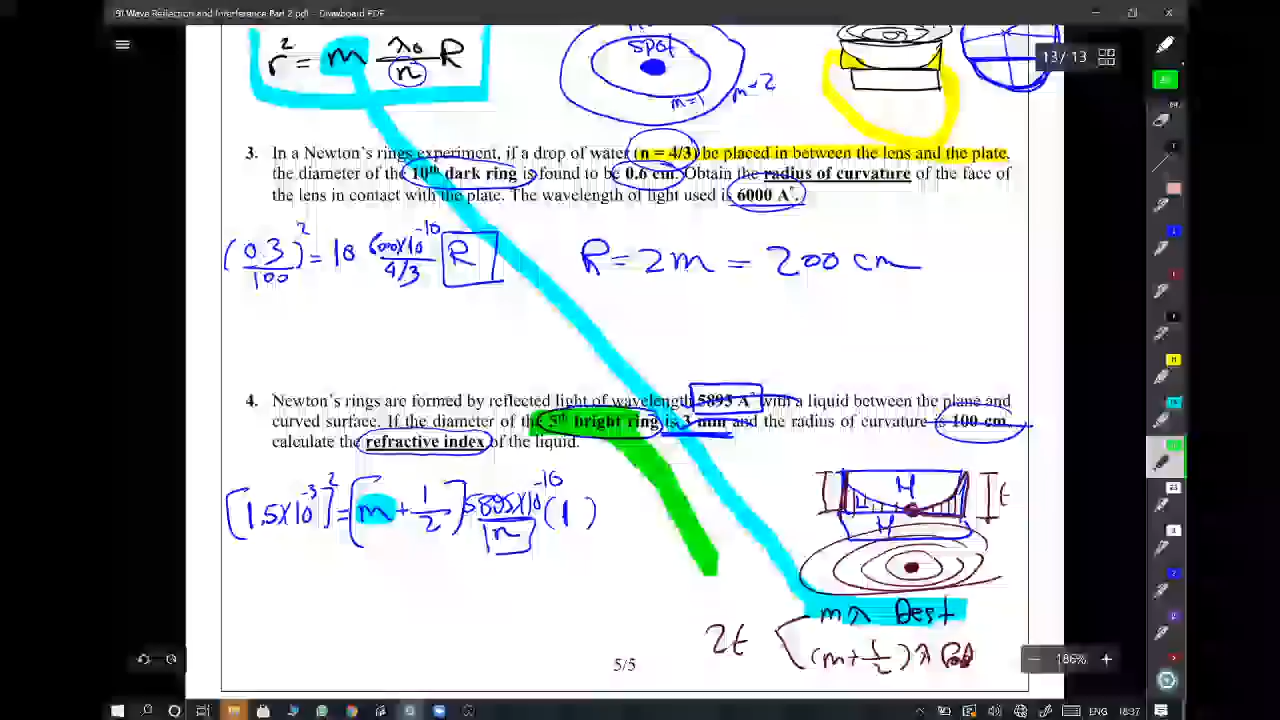 9) Wave Reflection and Interference Part 2.pdf - Drawboard PDF
13/13
r² = m λ0/n R
spot
m=1
m=2
3. In a Newton's rings experiment, if a drop of water (n = 4/3) be placed in between the lens and the plate,
the diameter of the 10th dark ring is found to be 0.6 cm. Obtain the radius of curvature of the face of
the lens in contact with the plate. The wavelength of light used is 6000 A°.
(0.3/100)² = 10 6000×10^-10/4/3 R
R = 2m = 200 cm
4. Newton's rings are formed by reflected light of wavelength 5895 A° with a liquid between the plane and
curved surface. If the diameter of the 5th bright ring is 3 mm and the radius of curvature is 100 cm,
calculate the refractive index of the liquid.
[1.5×10^-3]² = [m + 1/2] 5895×10^-10/n (1)
H
H
t
mλ Dest
2t
(m+1/2)λ
5/5
186%
ENG
18:37